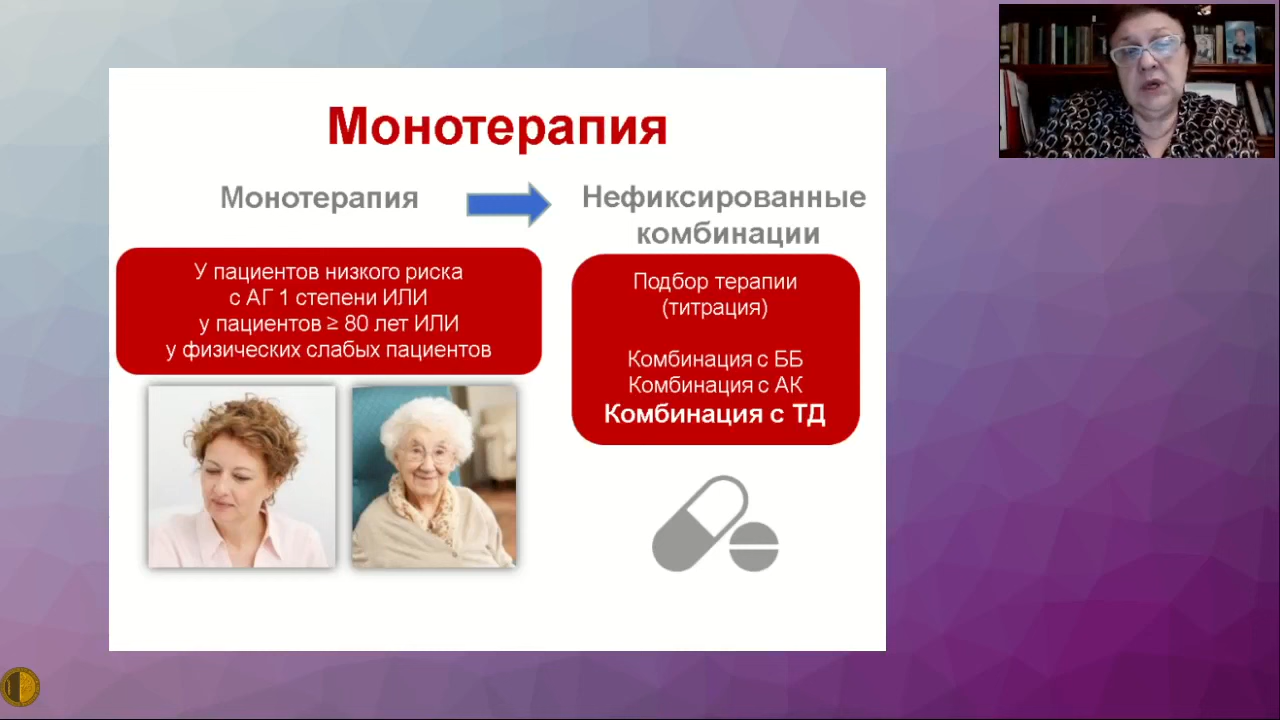 Монотерапия
Монотерапия
Нефиксированные
комбинации
У пациентов низкого риска
с АГ 1 степени ИЛИ
у пациентов ≥ 80 лет ИЛИ
у физических слабых пациентов
Подбор терапии
(титрация)
Комбинация с ББ
Комбинация с АК
Комбинация с ТД